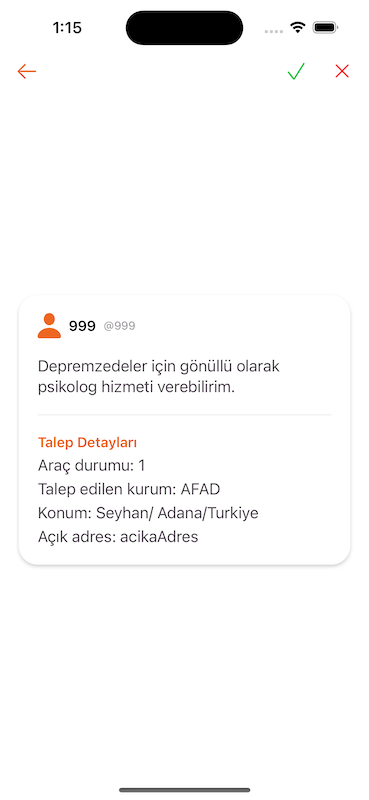 1:15
999 @999
Depremzedeler için gönüllü olarak
psikolog hizmeti verebilirim.
Talep Detayları
Araç durumu: 1
Talep edilen kurum: AFAD
Konum: Seyhan/ Adana/Turkiye
Açık adres: acikaAdres